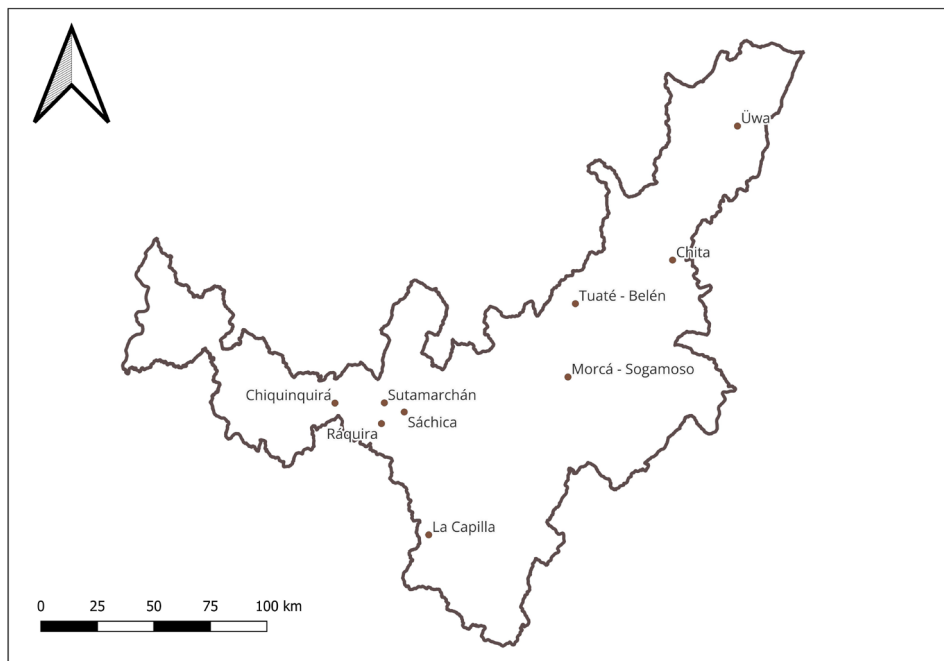 Üwa
Chita
Tuaté - Belén
Morcá - Sogamoso
Chiquinquirá
Sutamarchán
Sáchica
Ráquira
La Capilla
0 25 50 75 100 km